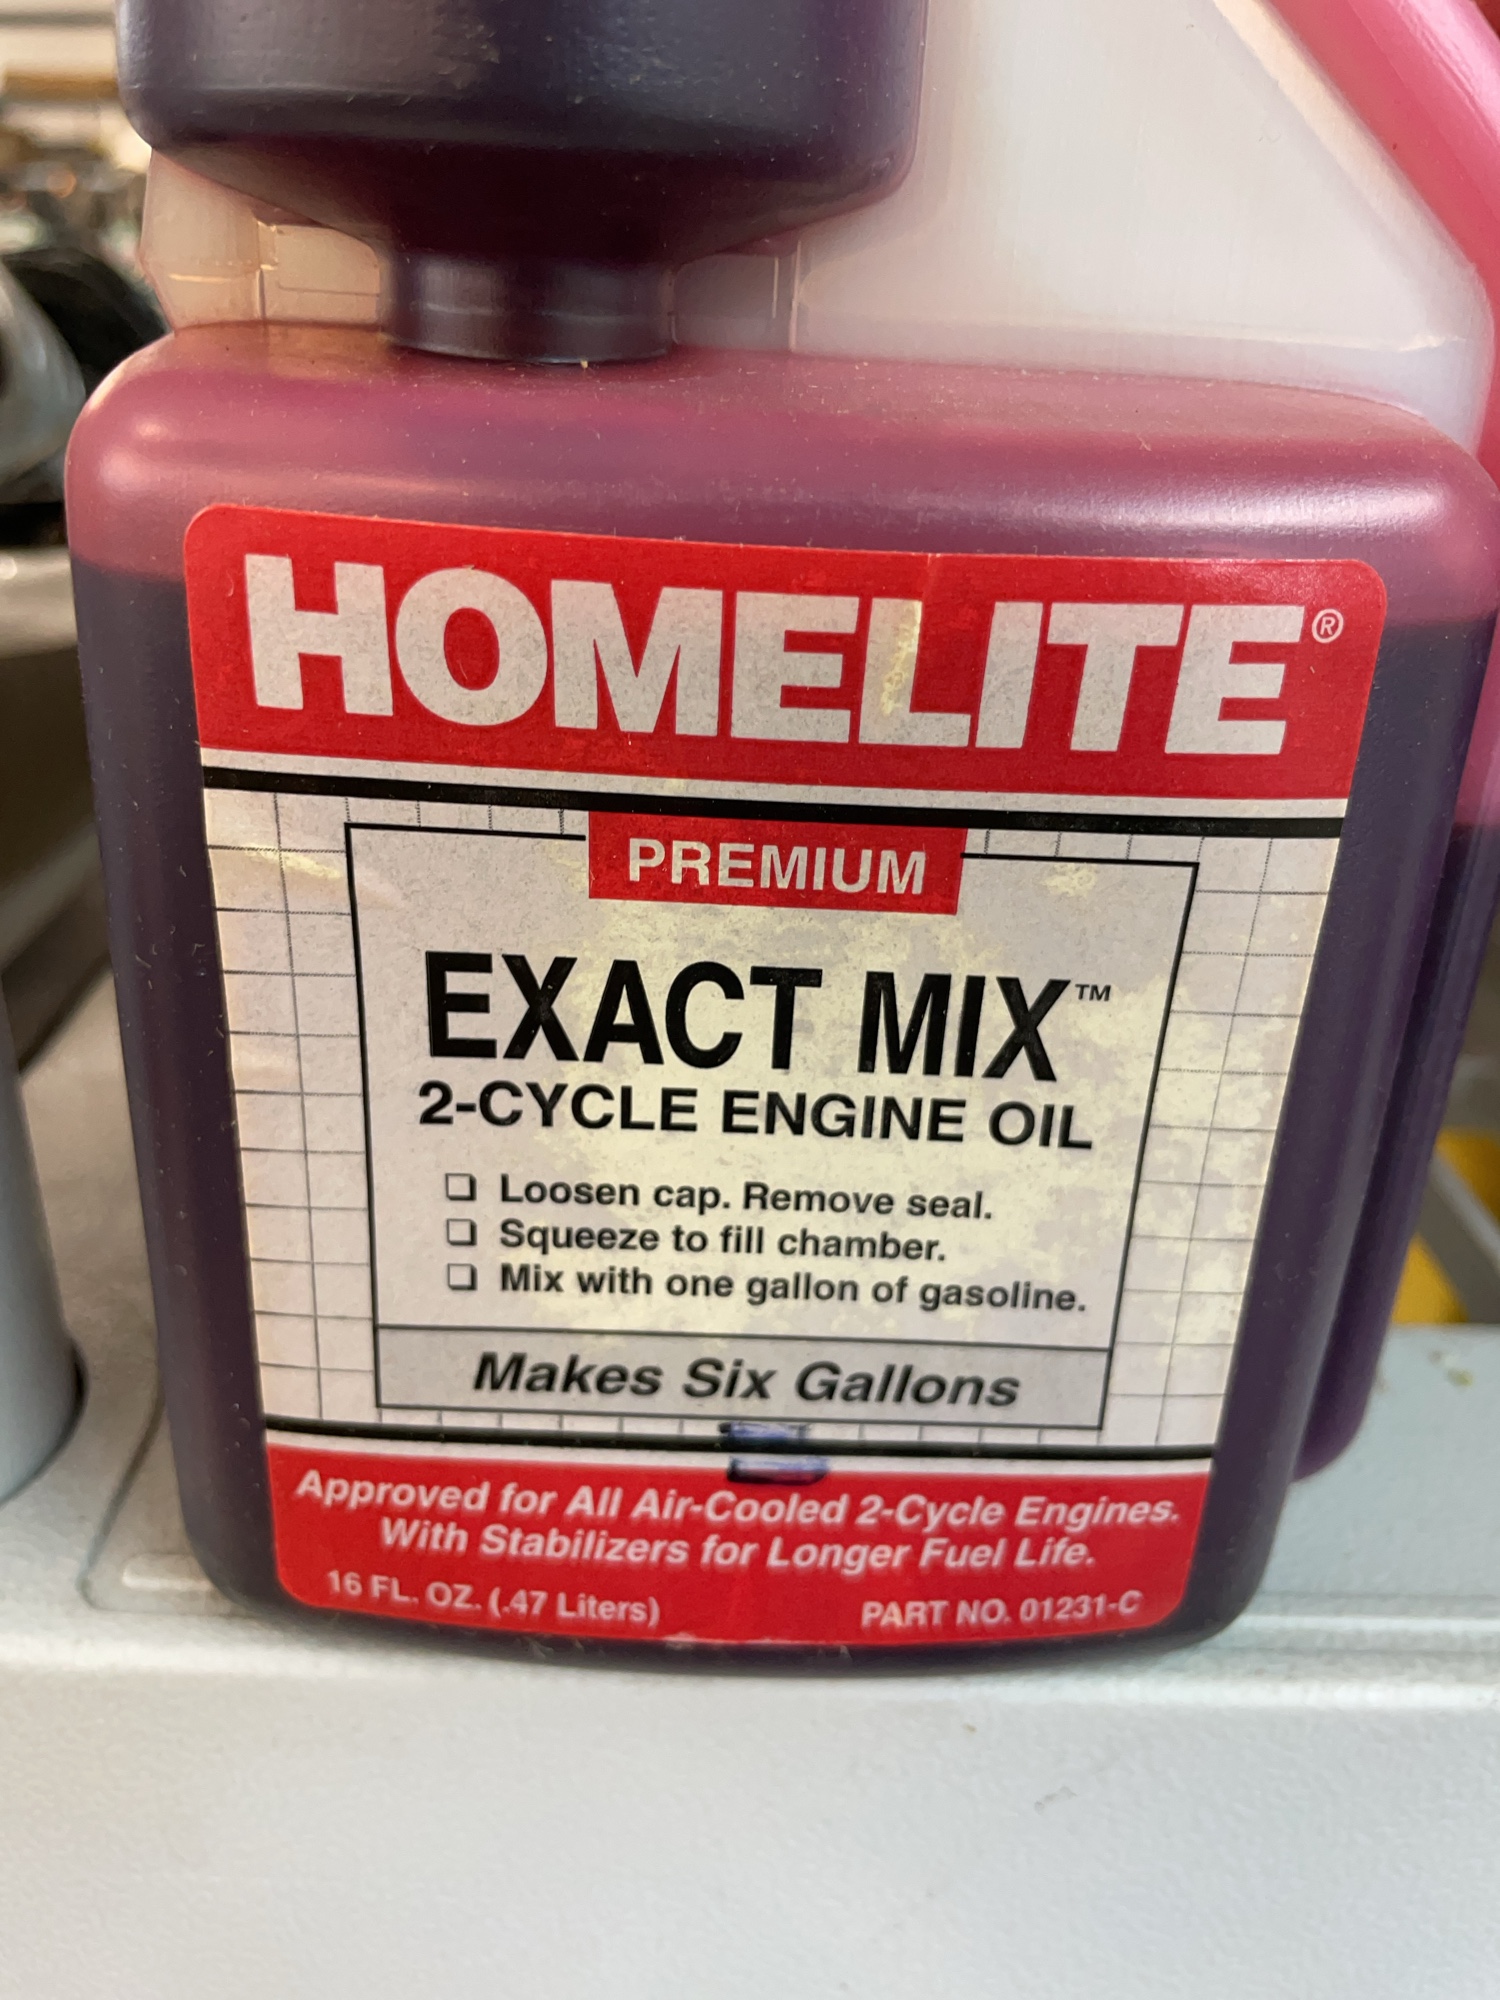 HOMELITE®
PREMIUM
EXACT MIX™
2-CYCLE ENGINE OIL
❏ Loosen cap. Remove seal.
❏ Squeeze to fill chamber.
❏ Mix with one gallon of gasoline.
Makes Six Gallons
Approved for All Air-Cooled 2-Cycle Engines.
With Stabilizers for Longer Fuel Life.
16 FL. OZ. (.47 Liters) PART NO. 01231-C